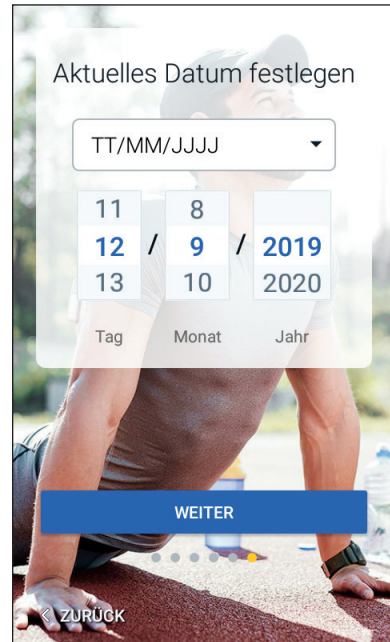 Aktuelles Datum festlegen
TT/MM/JJJJ
11 8
12 / 9 / 2019
13 10 2020
Tag Monat Jahr
WEITER
< ZURÜCK